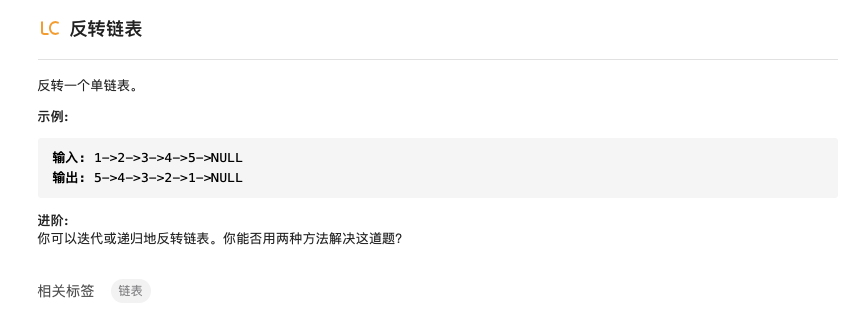 LC 反转链表
反转一个单链表。
示例:
输入: 1->2->3->4->5->NULL
输出: 5->4->3->2->1->NULL
进阶:
你可以迭代或递归地反转链表。你能否用两种方法解决这道题?
相关标签 链表